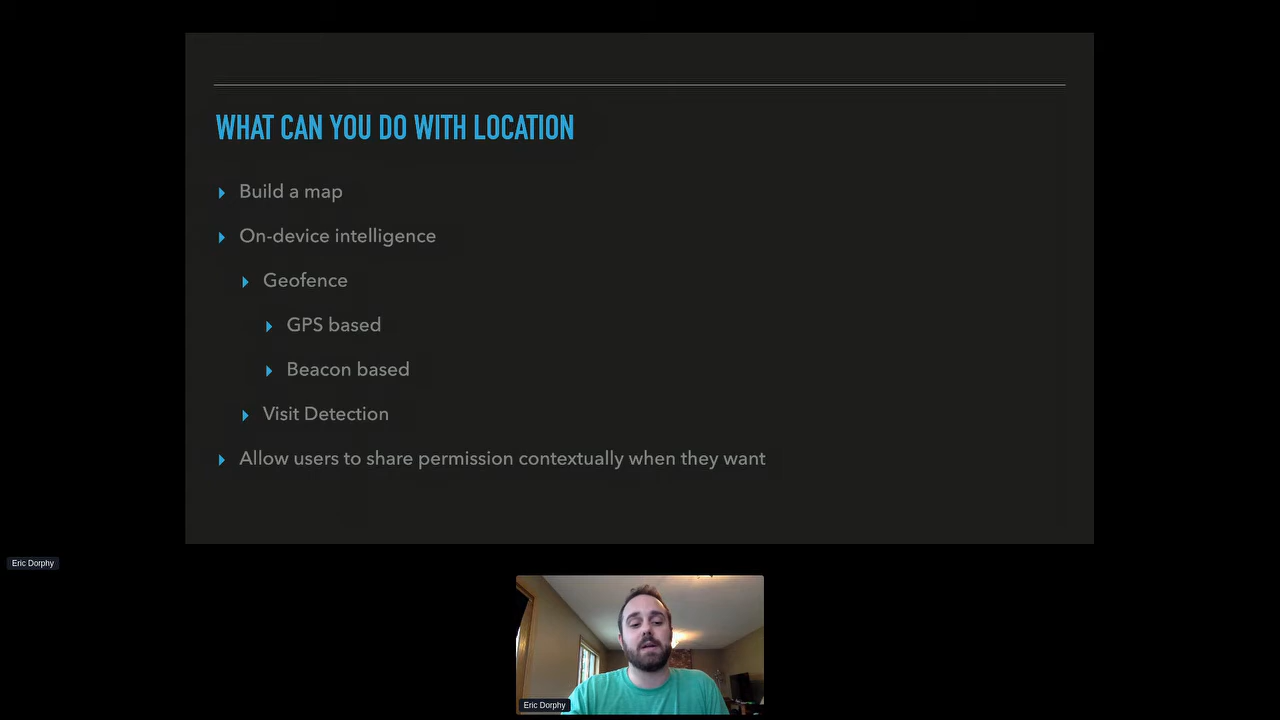 WHAT CAN YOU DO WITH LOCATION
Build a map
On-device intelligence
Geofence
GPS based
Beacon based
Visit Detection
Allow users to share permission contextually when they want
Eric Dorphy
Eric Dorphy